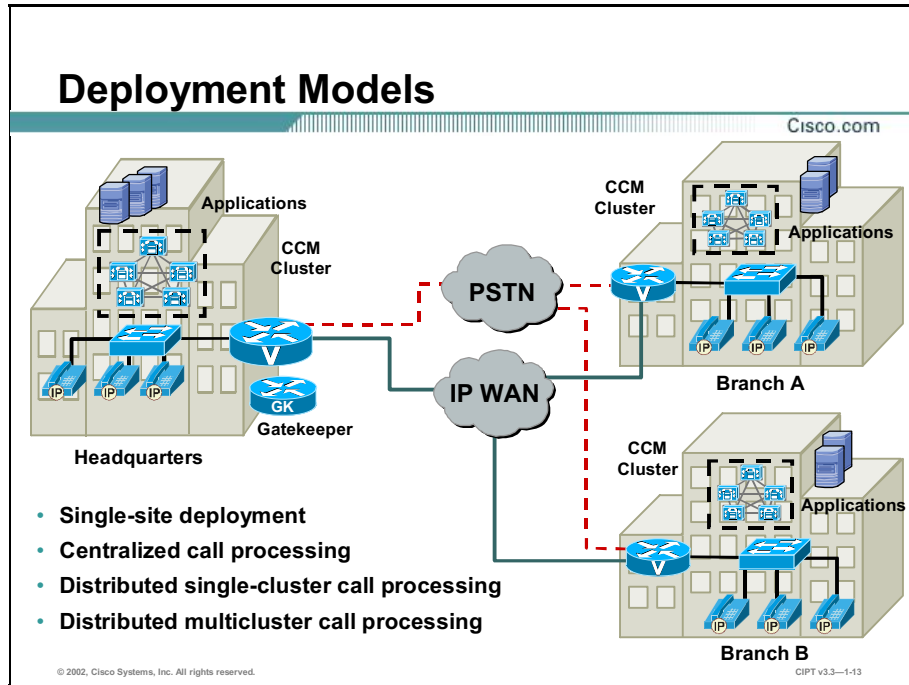 Deployment Models
Cisco.com
Applications
CCM
Cluster
IP
IP
IP
V
GK
Gatekeeper
Headquarters
PSTN
IP WAN
CCM
Cluster
Applications
V
IP
IP
IP
Branch A
CCM
Cluster
Applications
V
IP
IP
IP
Branch B
• Single-site deployment
• Centralized call processing
• Distributed single-cluster call processing
• Distributed multicluster call processing
© 2002, Cisco Systems, Inc. All rights reserved.
CIPT v3.3—1-13